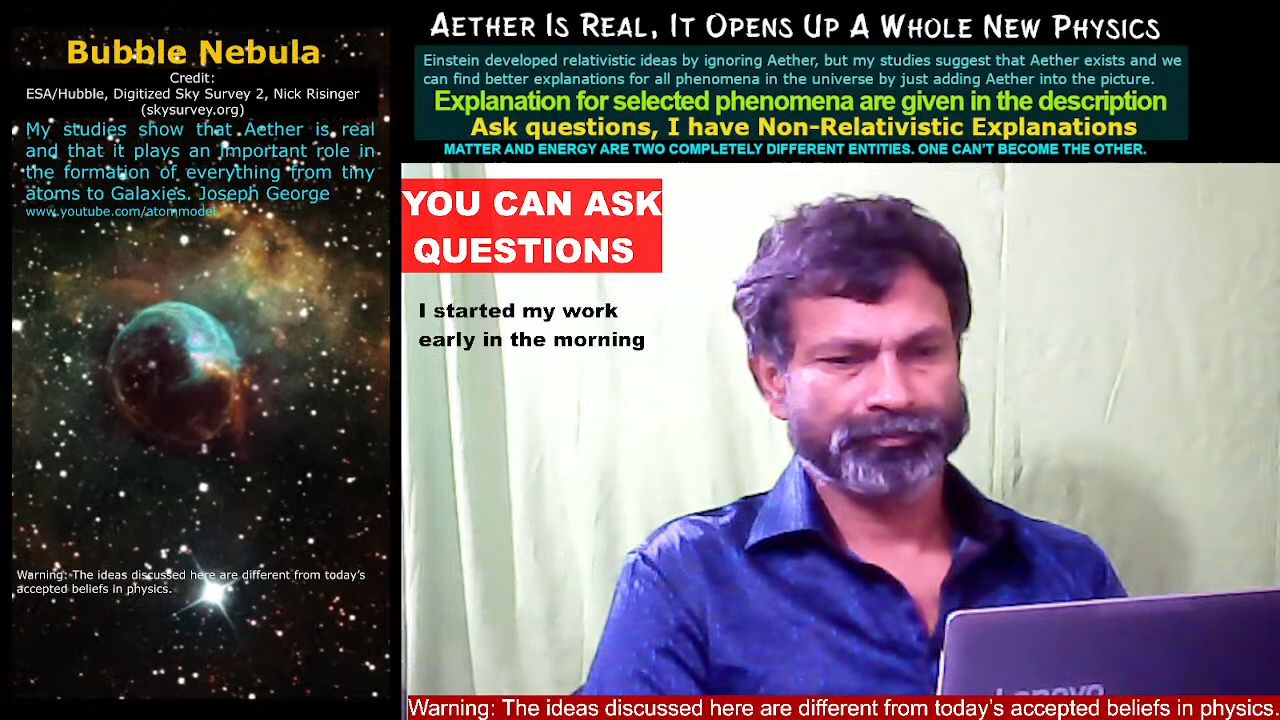 Bubble Nebula
Credit:
ESA/Hubble, Digitized Sky Survey 2, Nick Risinger
(skysurvey.org)
My studies show that Aether is real
and that it plays an important role in
the formation of everything from tiny
atoms to Galaxies. Joseph George
www.youtube.com/atommodel
Warning: The ideas discussed here are different from today's
accepted beliefs in physics.
Aether Is Real, It Opens Up A Whole New Physics
Einstein developed relativistic ideas by ignoring Aether, but my studies suggest that Aether exists and we
can find better explanations for all phenomena in the universe by just adding Aether into the picture.
Explanation for selected phenomena are given in the description
Ask questions, I have Non-Relativistic Explanations
MATTER AND ENERGY ARE TWO COMPLETELY DIFFERENT ENTITIES. ONE CAN'T BECOME THE OTHER.
YOU CAN ASK
QUESTIONS
I started my work
early in the morning
Lenovo
Warning: The ideas discussed here are different from today's accepted beliefs in physics.